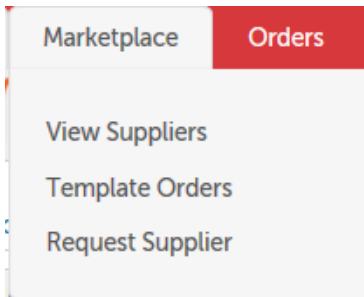 Marketplace Orders
View Suppliers
Template Orders
Request Supplier